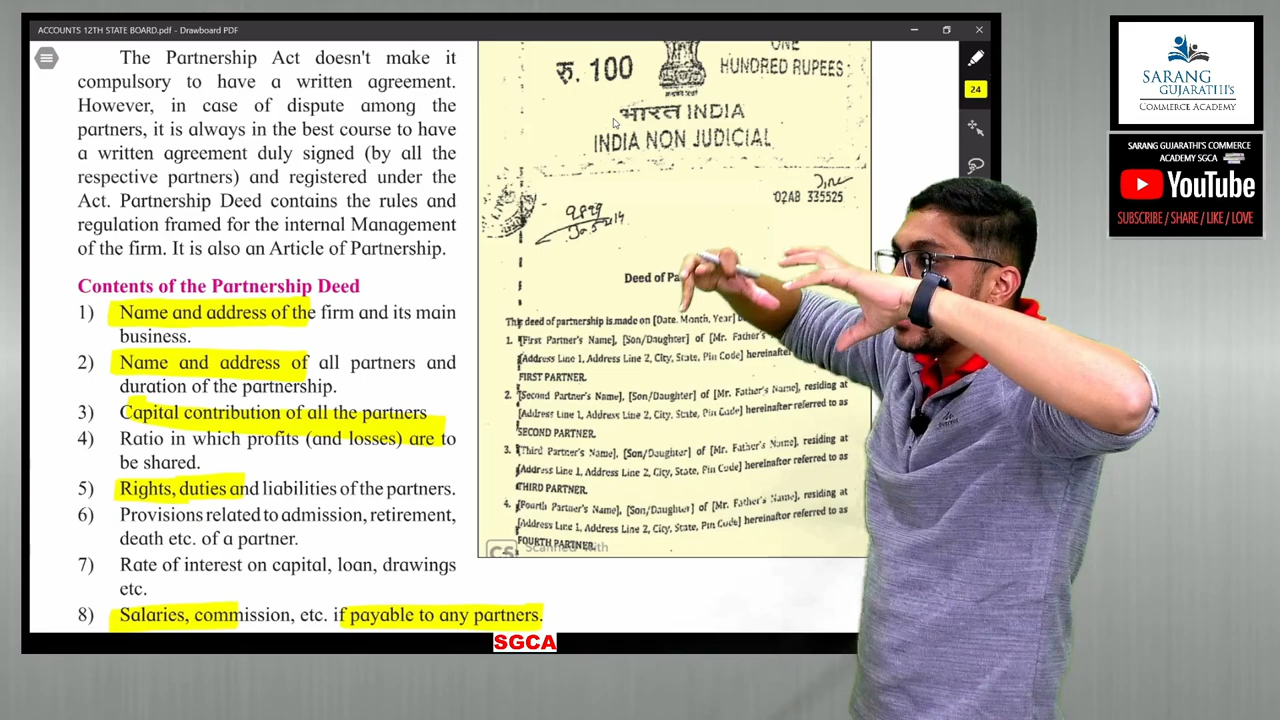 ACCOUNTS 12TH STATE BOARD.pdf - Drawboard PDF
The Partnership Act doesn't make it
compulsory to have a written agreement.
However, in case of dispute among the
partners, it is always in the best course to have
a written agreement duly signed (by all the
respective partners) and registered under the
Act. Partnership Deed contains the rules and
regulation framed for the internal Management
of the firm. It is also an Article of Partnership.
Contents of the Partnership Deed
1) Name and address of the firm and its main
business.
2) Name and address of all partners and
duration of the partnership.
3) Capital contribution of all the partners
4) Ratio in which profits (and losses) are to
be shared.
5) Rights, duties and liabilities of the partners.
6) Provisions related to admission, retirement,
death etc. of a partner.
7) Rate of interest on capital, loan, drawings
etc.
8) Salaries, commission, etc. if payable to any partners.
रु. 100
ONE
HUNDRED RUPEES
भारत INDIA
INDIA NON JUDICIAL
02AB 335525
Deed of Pa
This deed of partnership is made on [Date, Month, Year]
1. [First Partner's Name], [Son/Daughter] of [Mr. Father's
[Address Line 1, Address Line 2, City, State, Pin Code] hereinafter
FIRST PARTNER.
2. [Second Partner's Name], [Son/Daughter] of [Mr. Father's Name], residing at
[Address Line 1, Address Line 2, City, State, Pin Code] hereinafter referred to as
SECOND PARTNER.
3. [Third Partner's Name], [Son/Daughter] of [Mr. Father's Name], residing at
[Address Line 1, Address Line 2, City, State, Pin Code] hereinafter referred to as
THIRD PARTNER.
4. [Fourth Partner's Name], [Son/Daughter] of [Mr. Father's Name], residing at
[Address Line 1, Address Line 2, City, State, Pin Code] hereinafter referred to as
FOURTH PARTNER.
CS
Scanned with
24
SGCA
SARANG
GUJARATHI'S
COMMERCE ACADEMY
SARANG GUJARATHI'S COMMERCE
ACADEMY SGCA
YouTube
SUBSCRIBE / SHARE / LIKE / LOVE